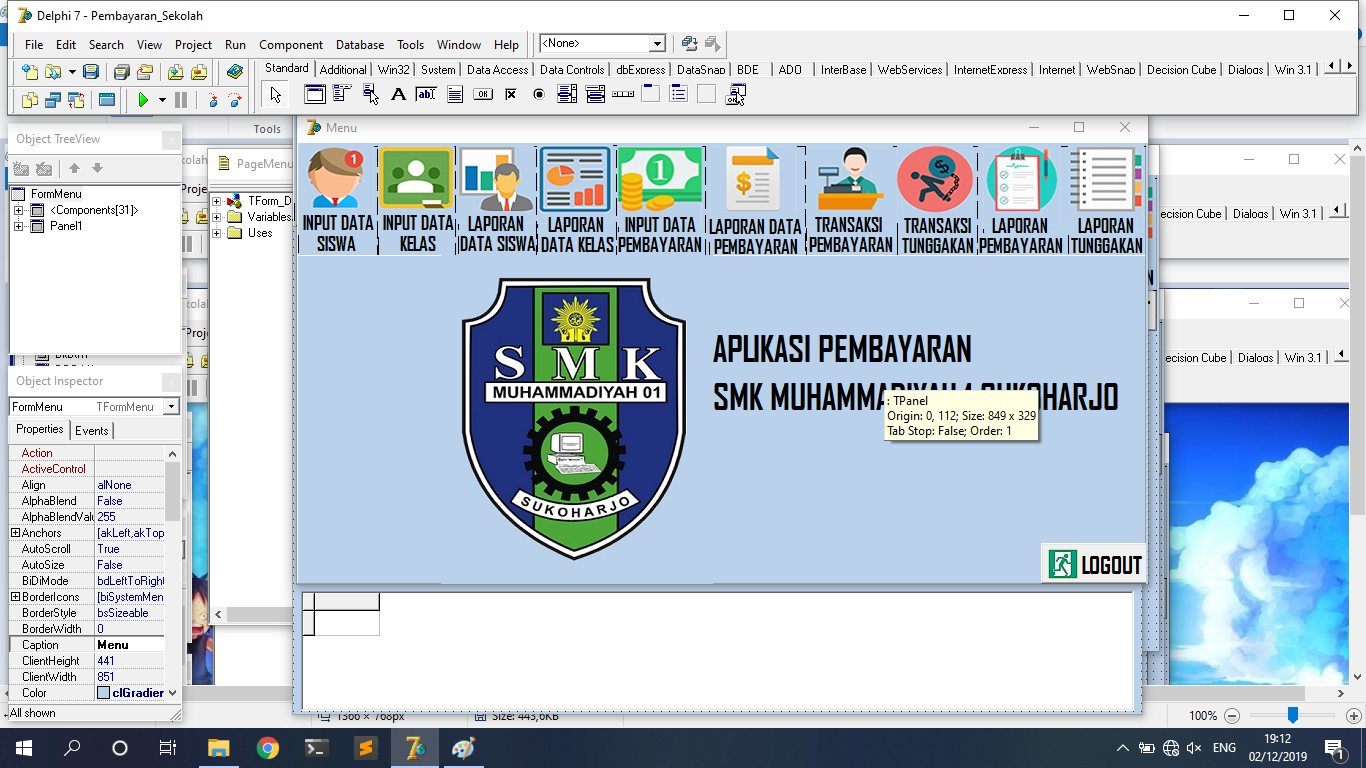 Delphi 7 - Pembayaran_Sekolah
File Edit Search View Project Run Component Database Tools Window Help
<None>
Standard Additional Win32 System Data Access Data Controls dbExpress DataSnap BDE ADO InterBase WebServices InternetExpress Internet WebSnap Decision Cube Dialogs Win 3.1
Tools
Object TreeView
FormMenu
<Components[31]>
Panel1
PageMenu
TForm_D
Variables
Uses
Menu
1
INPUT DATA
SISWA
INPUT DATA
KELAS
LAPORAN
DATA SISWA
LAPORAN
DATA KELAS
INPUT DATA
PEMBAYARAN
LAPORAN DATA
PEMBAYARAN
TRANSAKSI
PEMBAYARAN
TRANSAKSI
TUNGGAKAN
LAPORAN
PEMBAYARAN
LAPORAN
TUNGGAKAN
SMK
MUHAMMADIYAH 01
SUKOHARJO
APLIKASI PEMBAYARAN
SMK MUHAMMADIYAH 1 SUKOHARJO
: TPanel
Origin: 0, 112; Size: 849 x 329
Tab Stop: False; Order: 1
LOGOUT
ecision Cube Dialogs Win 3.1
ecision Cube Dialogs Win 3.1
Object Inspector
FormMenu TFormMenu
Properties Events
Action
ActiveControl
Align alNone
AlphaBlend False
AlphaBlendValu 255
Anchors [akLeft,akTop
AutoScroll True
AutoSize False
BiDiMode bdLeftToRight
BorderIcons [biSystemMen
BorderStyle bsSizeable
BorderWidth 0
Caption Menu
ClientHeight 441
ClientWidth 851
Color clGradien
All shown
1366 × 768px
Size: 443,6KB
100%
ENG
19:12
02/12/2019
1